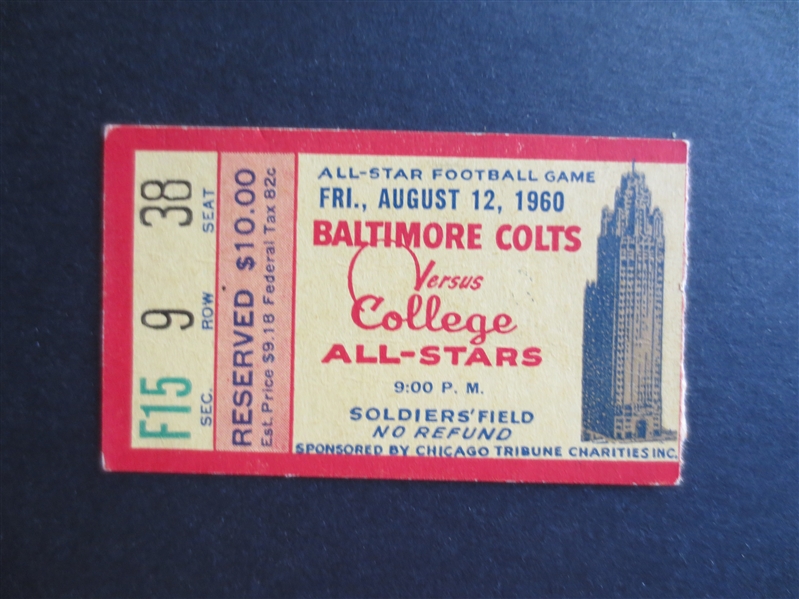 F15 9 38
SEC. ROW SEAT
RESERVED $10.00
Est. Price $9.18 Federal Tax 82c
ALL-STAR FOOTBALL GAME
FRI., AUGUST 12, 1960
BALTIMORE COLTS
Versus
College
ALL-STARS
9:00 P. M.
SOLDIERS' FIELD
NO REFUND
SPONSORED BY CHICAGO TRIBUNE CHARITIES INC.